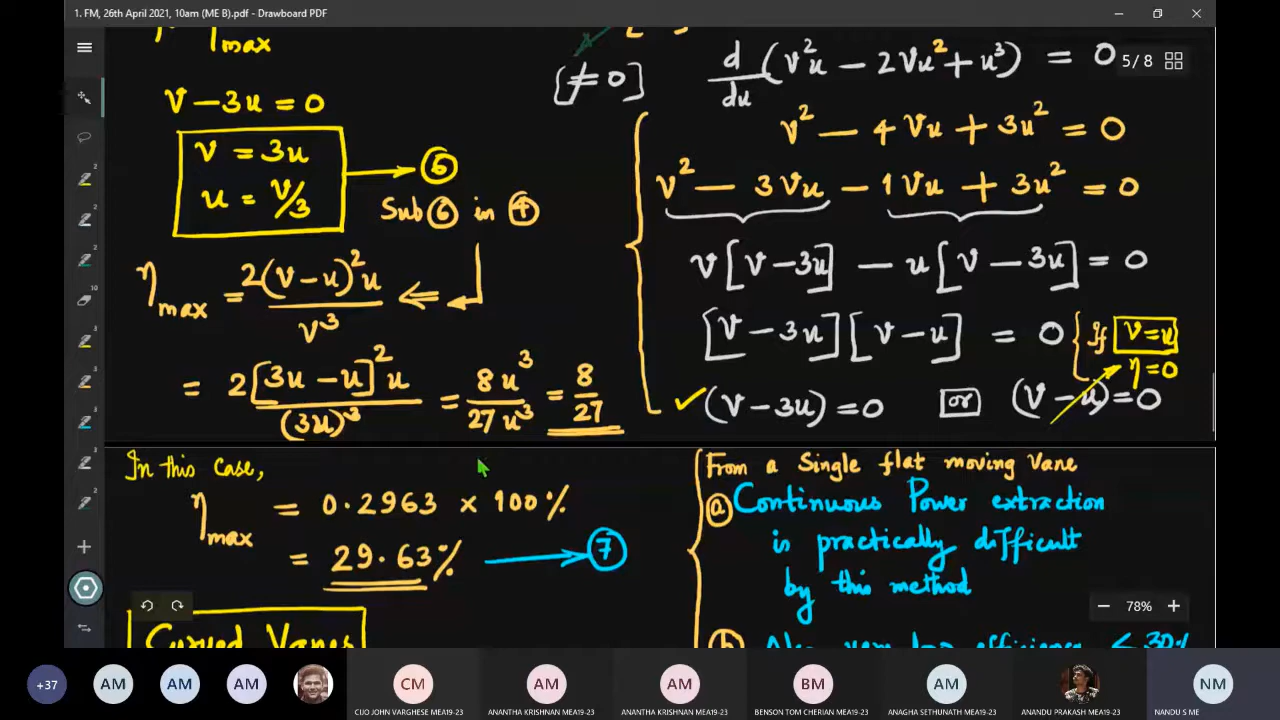 1. FM, 26th April 2021, 10am (ME B).pdf - Drawboard PDF
5 / 8
ηmax
V − 3u = 0
V = 3u
u = V/3
⑥
Sub ⑥ in ④
ηmax = 2(V − u)²u / V³
= 2[3u − u]²u / (3u)³ = 8u³ / 27u³ = 8/27
[≠ 0]
d/du (V²u − 2Vu² + u³) = 0
V² − 4Vu + 3u² = 0
V² − 3Vu − 1Vu + 3u² = 0
V[V − 3u] − u[V − 3u] = 0
[V − 3u][V − u] = 0 { If V = u
η = 0
✓ (V − 3u) = 0 or (V − u) = 0
In this case,
ηmax = 0.2963 × 100%
= 29.63% → ⑦
Curved Vanes
From a Single flat moving Vane
ⓐ Continuous Power extraction
is practically difficult
by this method
ⓑ Also very low efficiency < 30%
78%
+37
AM
AM
AM
CM
CIJO JOHN VARGHESE MEA19-23
AM
ANANTHA KRISHNAN MEA19-23
AM
ANANTHA KRISHNAN MEA19-23
BM
BENSON TOM CHERIAN MEA19-23
AM
ANAGHA SETHUNATH MEA19-23
ANANDU PRAKASH MEA19-23
NM
NANDU S ME